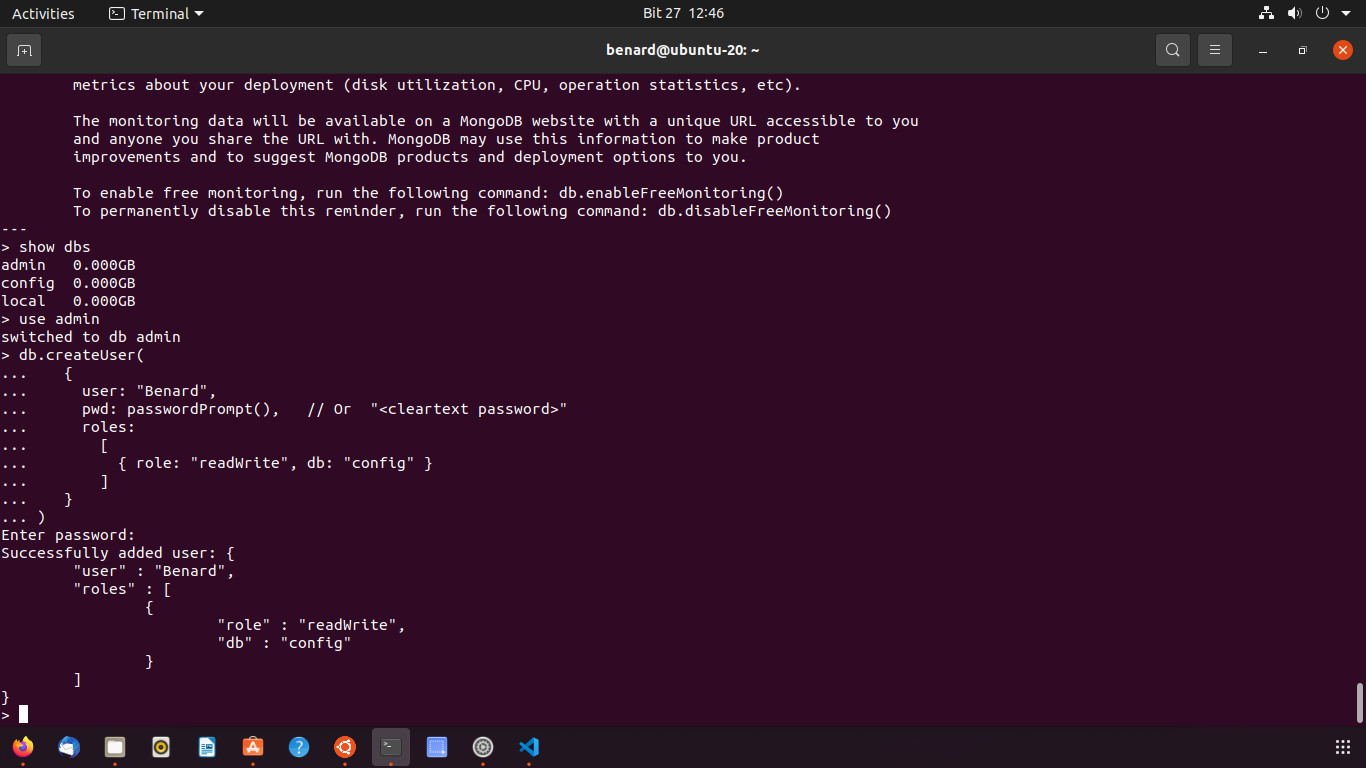 Activities Terminal Bit 27 12:46
benard@ubuntu-20: ~
metrics about your deployment (disk utilization, CPU, operation statistics, etc).
The monitoring data will be available on a MongoDB website with a unique URL accessible to you
and anyone you share the URL with. MongoDB may use this information to make product
improvements and to suggest MongoDB products and deployment options to you.
To enable free monitoring, run the following command: db.enableFreeMonitoring()
To permanently disable this reminder, run the following command: db.disableFreeMonitoring()
---
> show dbs
admin   0.000GB
config  0.000GB
local   0.000GB
> use admin
switched to db admin
> db.createUser(
...    {
...      user: "Benard",
...      pwd: passwordPrompt(),   // Or  "<cleartext password>"
...      roles:
...        [
...          { role: "readWrite", db: "config" }
...        ]
...    }
... )
Enter password:
Successfully added user: {
"user" : "Benard",
"roles" : [
{
"role" : "readWrite",
"db" : "config"
}
]
}
>